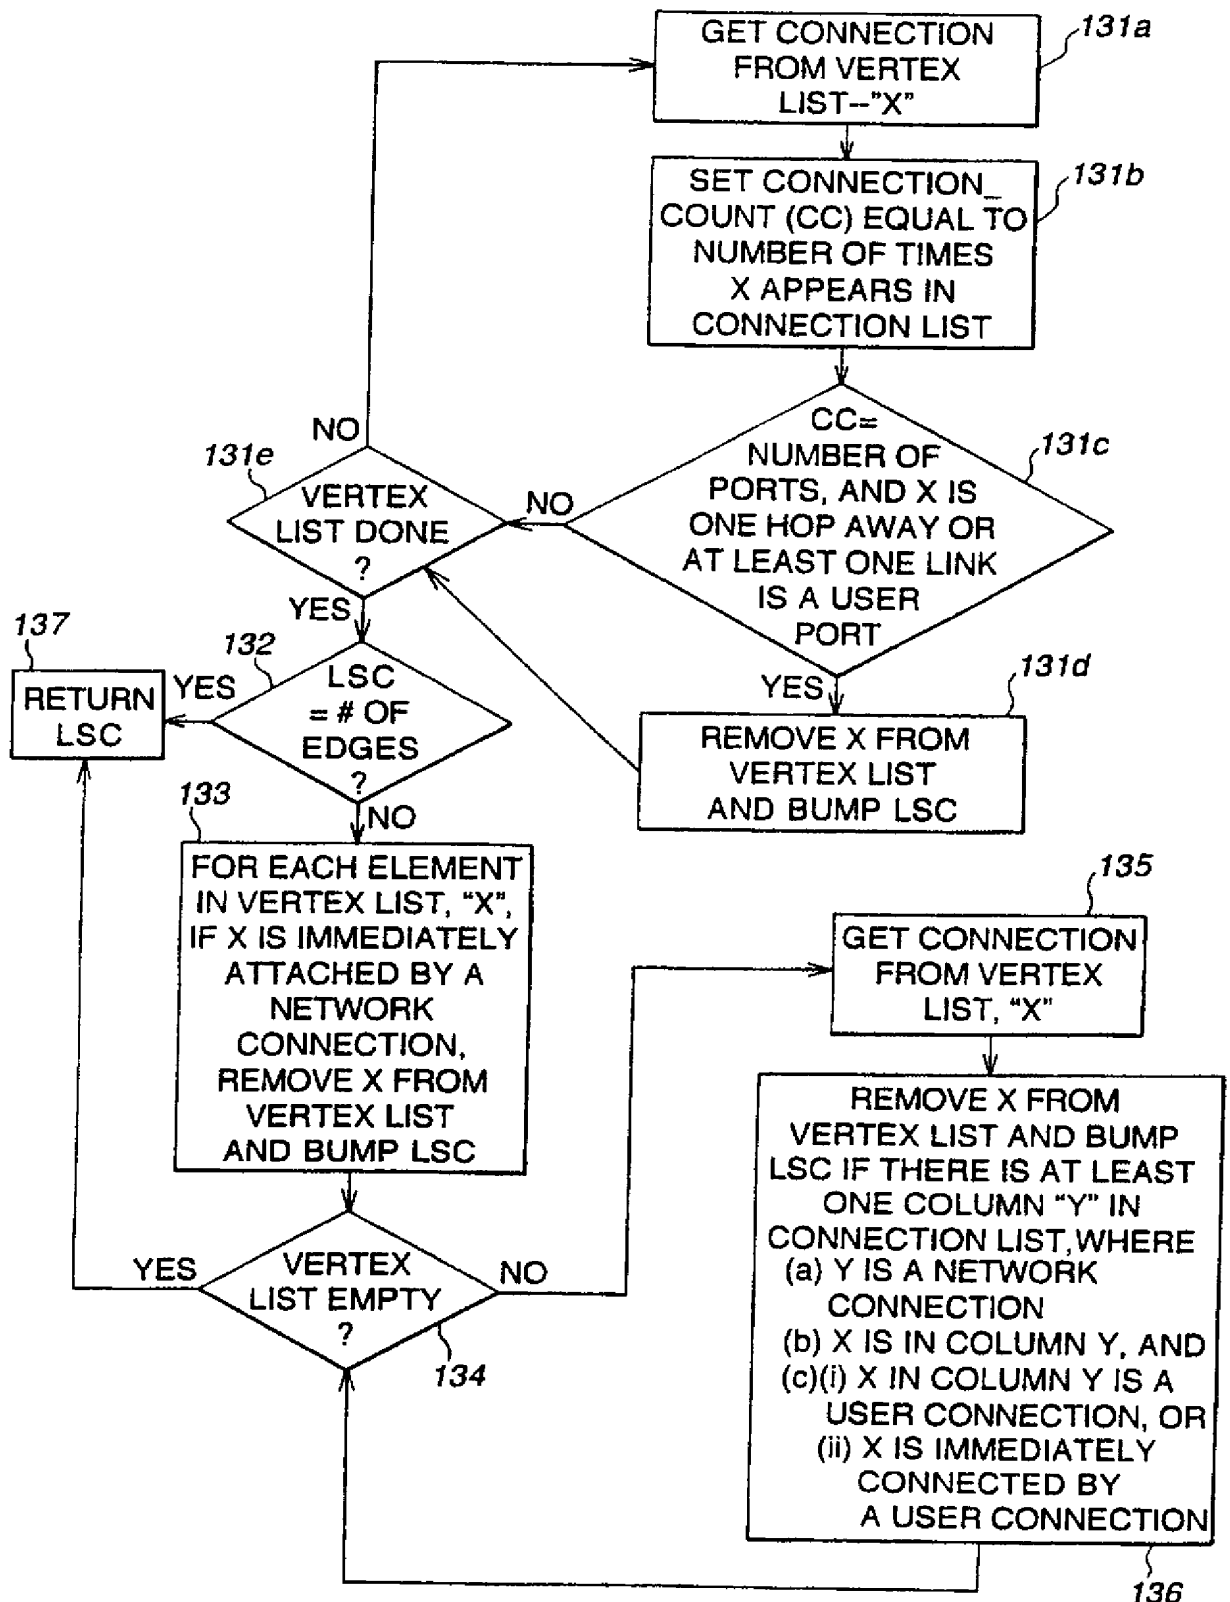 GET CONNECTION
FROM VERTEX
LIST--"X"
131a
SET CONNECTION_
COUNT (CC) EQUAL TO
NUMBER OF TIMES
X APPEARS IN
CONNECTION LIST
131b
CC=
NUMBER OF
PORTS, AND X IS
ONE HOP AWAY OR
AT LEAST ONE LINK
IS A USER
PORT
131c
NO
YES
131d
REMOVE X FROM
VERTEX LIST
AND BUMP LSC
131e
NO
VERTEX
LIST DONE
?
YES
132
LSC
= # OF
EDGES
?
YES
NO
137
RETURN
LSC
133
FOR EACH ELEMENT
IN VERTEX LIST, "X",
IF X IS IMMEDIATELY
ATTACHED BY A
NETWORK
CONNECTION,
REMOVE X FROM
VERTEX LIST
AND BUMP LSC
YES
VERTEX
LIST EMPTY
?
NO
134
135
GET CONNECTION
FROM VERTEX
LIST, "X"
REMOVE X FROM
VERTEX LIST AND BUMP
LSC IF THERE IS AT LEAST
ONE COLUMN "Y" IN
CONNECTION LIST, WHERE
(a) Y IS A NETWORK
CONNECTION
(b) X IS IN COLUMN Y, AND
(c)(i) X IN COLUMN Y IS A
USER CONNECTION, OR
(ii) X IS IMMEDIATELY
CONNECTED BY
A USER CONNECTION
136